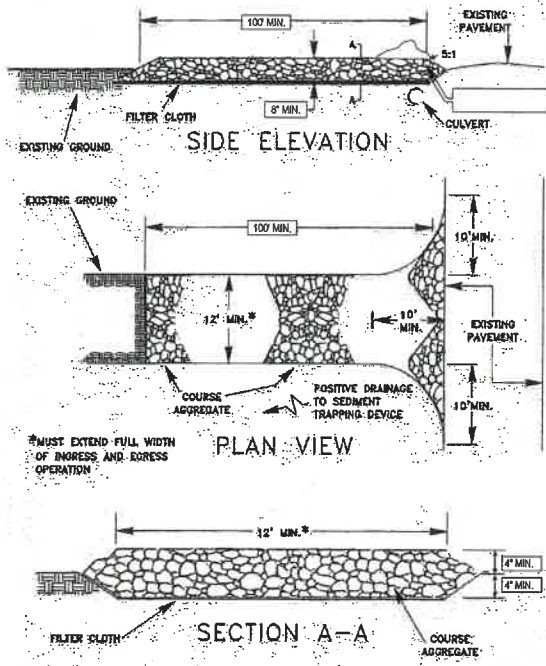 100' MIN.
A
5:1
EXISTING
PAVEMENT
FILTER CLOTH
8" MIN.
A
CULVERT
EXISTING GROUND
SIDE ELEVATION
EXISTING GROUND
100' MIN.
10' MIN.
12' MIN.*
10'
MIN.
EXISTING
PAVEMENT
COURSE
AGGREGATE
POSITIVE DRAINAGE
TO SEDIMENT
TRAPPING DEVICE
10' MIN.
*MUST EXTEND FULL WIDTH
OF INGRESS AND EGRESS
OPERATION
PLAN VIEW
12' MIN.*
4" MIN.
4" MIN.
FILTER CLOTH
SECTION A-A
COURSE
AGGREGATE